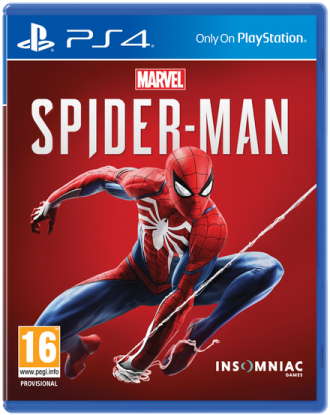 PS4
Only On PlayStation®
MARVEL
SPIDER-MAN
16
www.pegi.info
PROVISIONAL
INSOMNIAC
GAMES